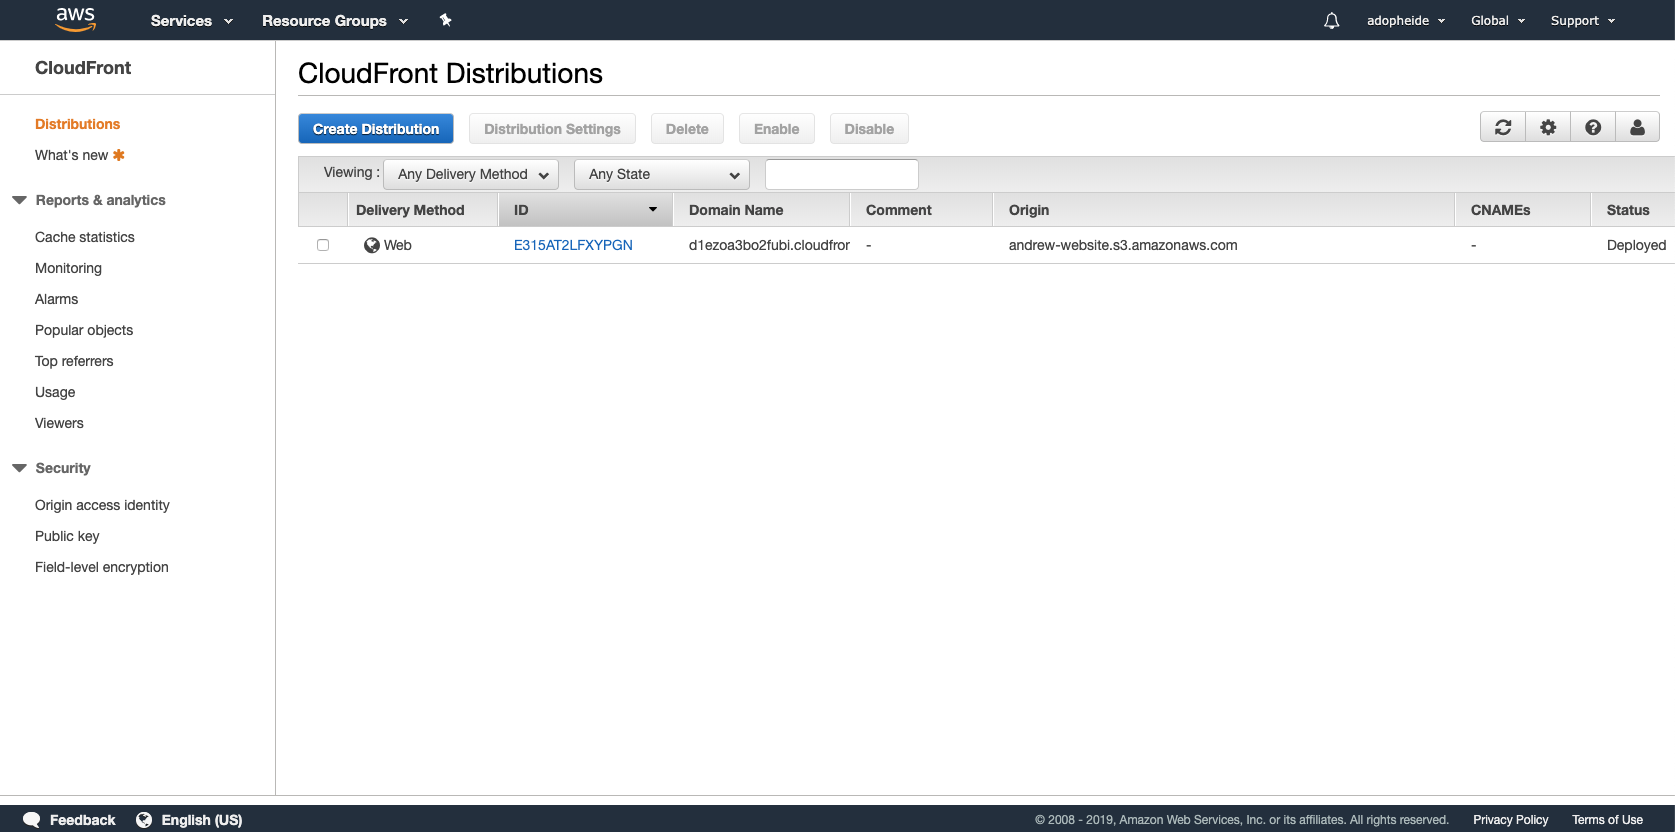 aws Services Resource Groups adopheide Global Support
CloudFront
Distributions
What's new
Reports & analytics
Cache statistics
Monitoring
Alarms
Popular objects
Top referrers
Usage
Viewers
Security
Origin access identity
Public key
Field-level encryption
CloudFront Distributions
Create Distribution Distribution Settings Delete Enable Disable
Viewing : Any Delivery Method Any State
Delivery Method ID Domain Name Comment Origin CNAMEs Status
Web E315AT2LFXYPGN d1ezoa3bo2fubi.cloudfror - andrew-website.s3.amazonaws.com - Deployed
Feedback English (US) © 2008 - 2019, Amazon Web Services, Inc. or its affiliates. All rights reserved. Privacy Policy Terms of Use